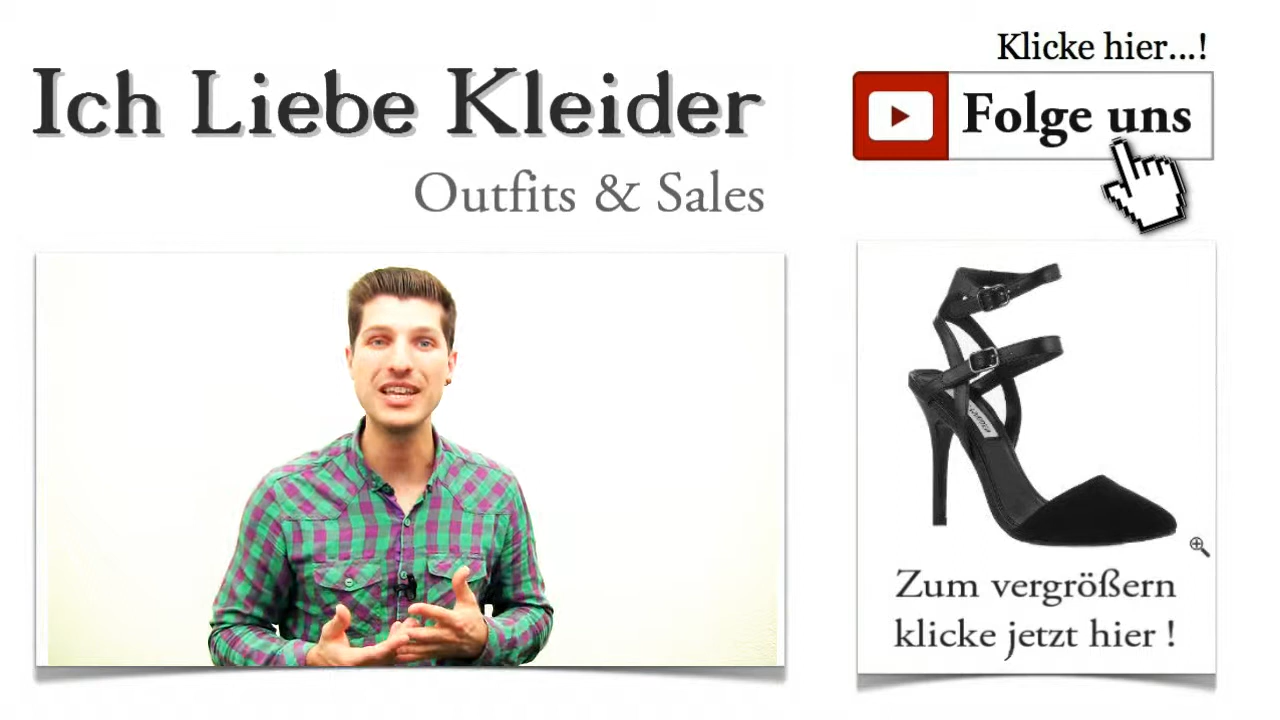 Ich Liebe Kleider
Outfits & Sales
Klicke hier...!
Folge uns
Zum vergrößern
klicke jetzt hier !